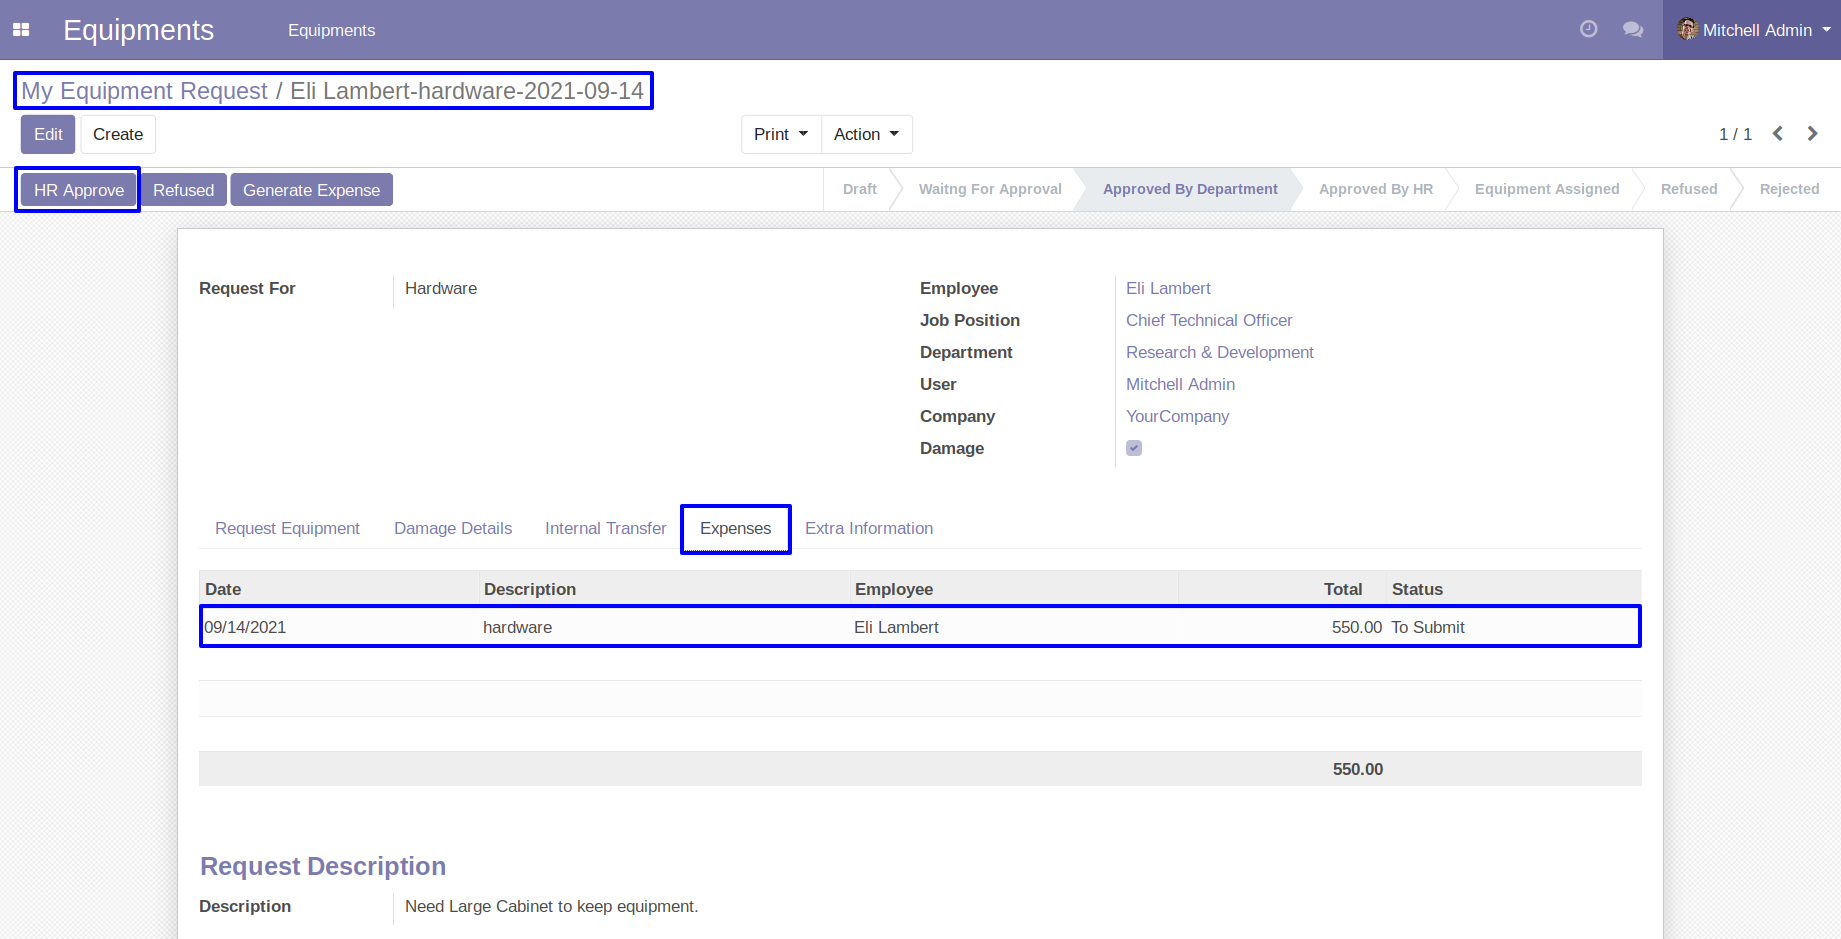 Equipments Equipments Mitchell Admin
My Equipment Request / Eli Lambert-hardware-2021-09-14
Edit Create Print Action 1 / 1
HR Approve Refused Generate Expense Draft Waitng For Approval Approved By Department Approved By HR Equipment Assigned Refused Rejected
Request For Hardware Employee Eli Lambert
Job Position Chief Technical Officer
Department Research & Development
User Mitchell Admin
Company YourCompany
Damage
Request Equipment Damage Details Internal Transfer Expenses Extra Information
Date Description Employee Total Status
09/14/2021 hardware Eli Lambert 550.00 To Submit
550.00
Request Description
Description Need Large Cabinet to keep equipment.